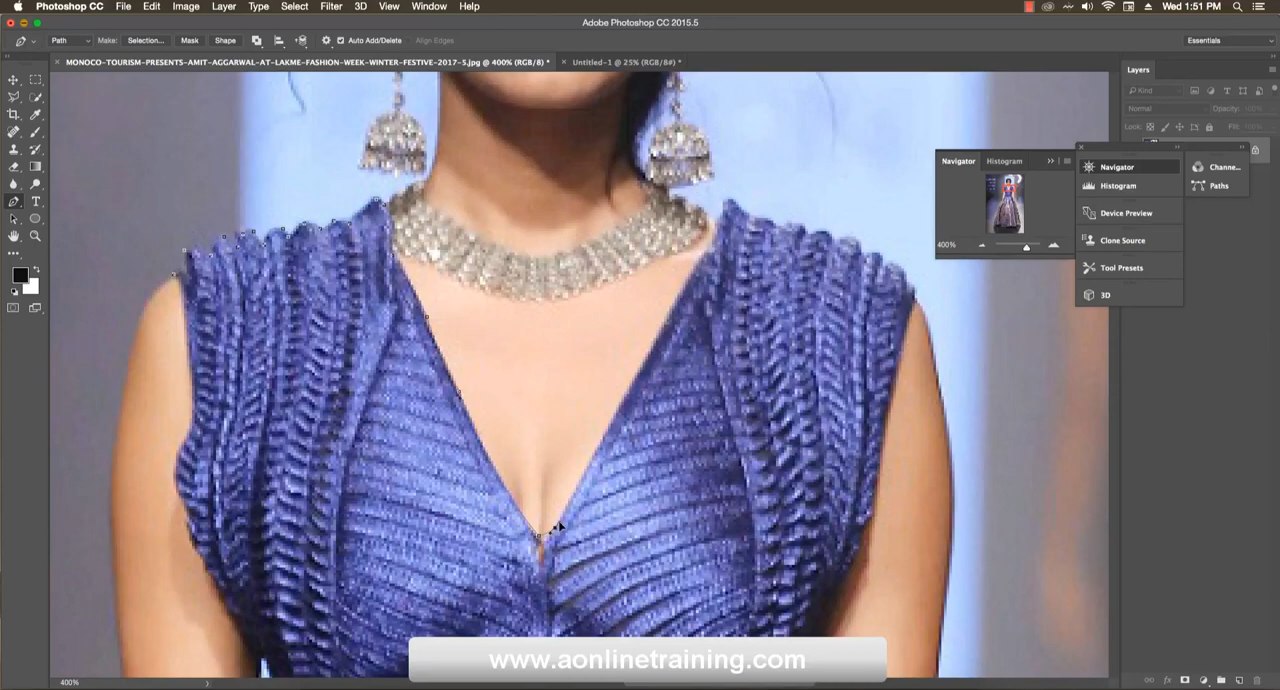 Photoshop CC File Edit Image Layer Type Select Filter 3D View Window Help Wed 1:51 PM
Adobe Photoshop CC 2015.5
Path Make: Selection... Mask Shape Auto Add/Delete Align Edges Essentials
MONOCO-TOURISM-PRESENTS-AMIT-AGGARWAL-AT-LAKME-FASHION-WEEK-WINTER-FESTIVE-2017-5.jpg @ 400% (RGB/8) * Untitled-1 @ 25% (RGB/8#) *
Layers
Kind
Normal Opacity: 100%
Lock: Fill: 100%
Navigator Histogram
400%
Navigator
Histogram
Device Preview
Clone Source
Tool Presets
3D
Channe...
Paths
www.aonlinetraining.com
400%